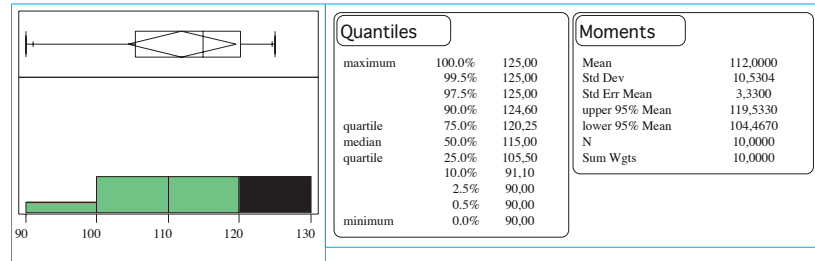 90 100 110 120 130
Quantiles
maximum 100.0% 125,00
99.5% 125,00
97.5% 125,00
90.0% 124,60
quartile 75.0% 120,25
median 50.0% 115,00
quartile 25.0% 105,50
10.0% 91,10
2.5% 90,00
0.5% 90,00
minimum 0.0% 90,00
Moments
Mean 112,0000
Std Dev 10,5304
Std Err Mean 3,3300
upper 95% Mean 119,5330
lower 95% Mean 104,4670
N 10,0000
Sum Wgts 10,0000